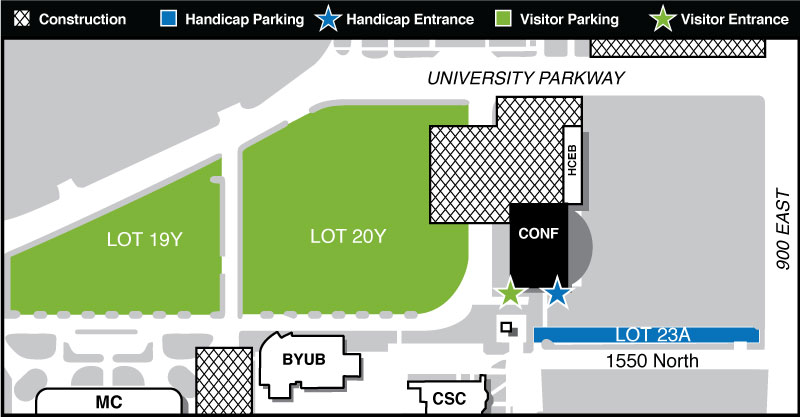 Construction
Handicap Parking
Handicap Entrance
Visitor Parking
Visitor Entrance
UNIVERSITY PARKWAY
HCEB
LOT 19Y
LOT 20Y
CONF
900 EAST
LOT 23A
1550 North
BYUB
MC
CSC